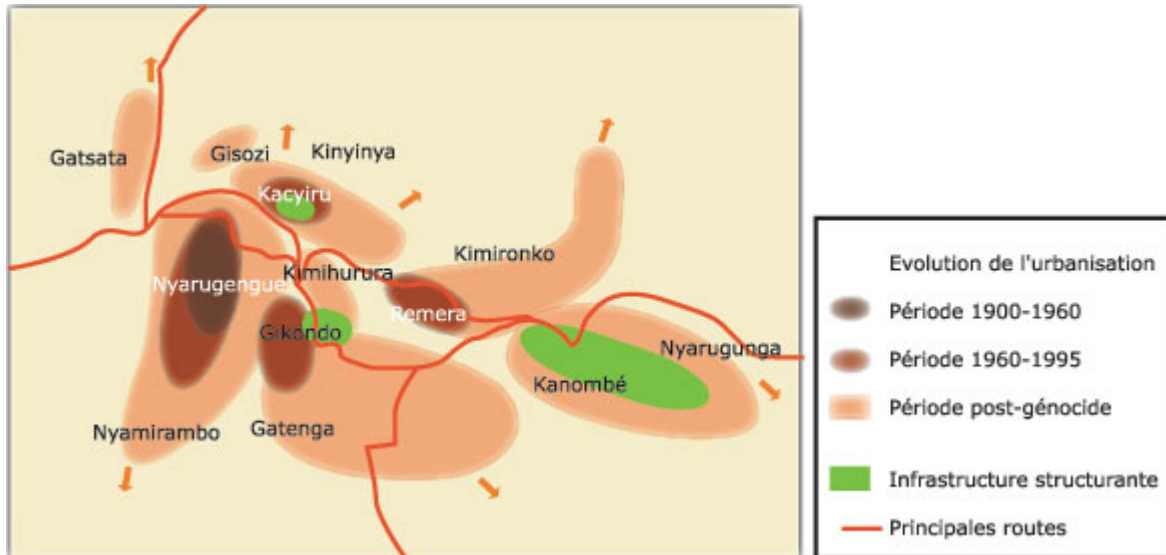 Gatsata
Gisozi
Kinyinya
Kacyiru
Kimironko
Kimihurura
Nyarugengue
Remera
Gikondo
Nyarugunga
Kanombé
Nyamirambo
Gatenga
Evolution de l'urbanisation
Période 1900-1960
Période 1960-1995
Période post-génocide
Infrastructure structurante
Principales routes